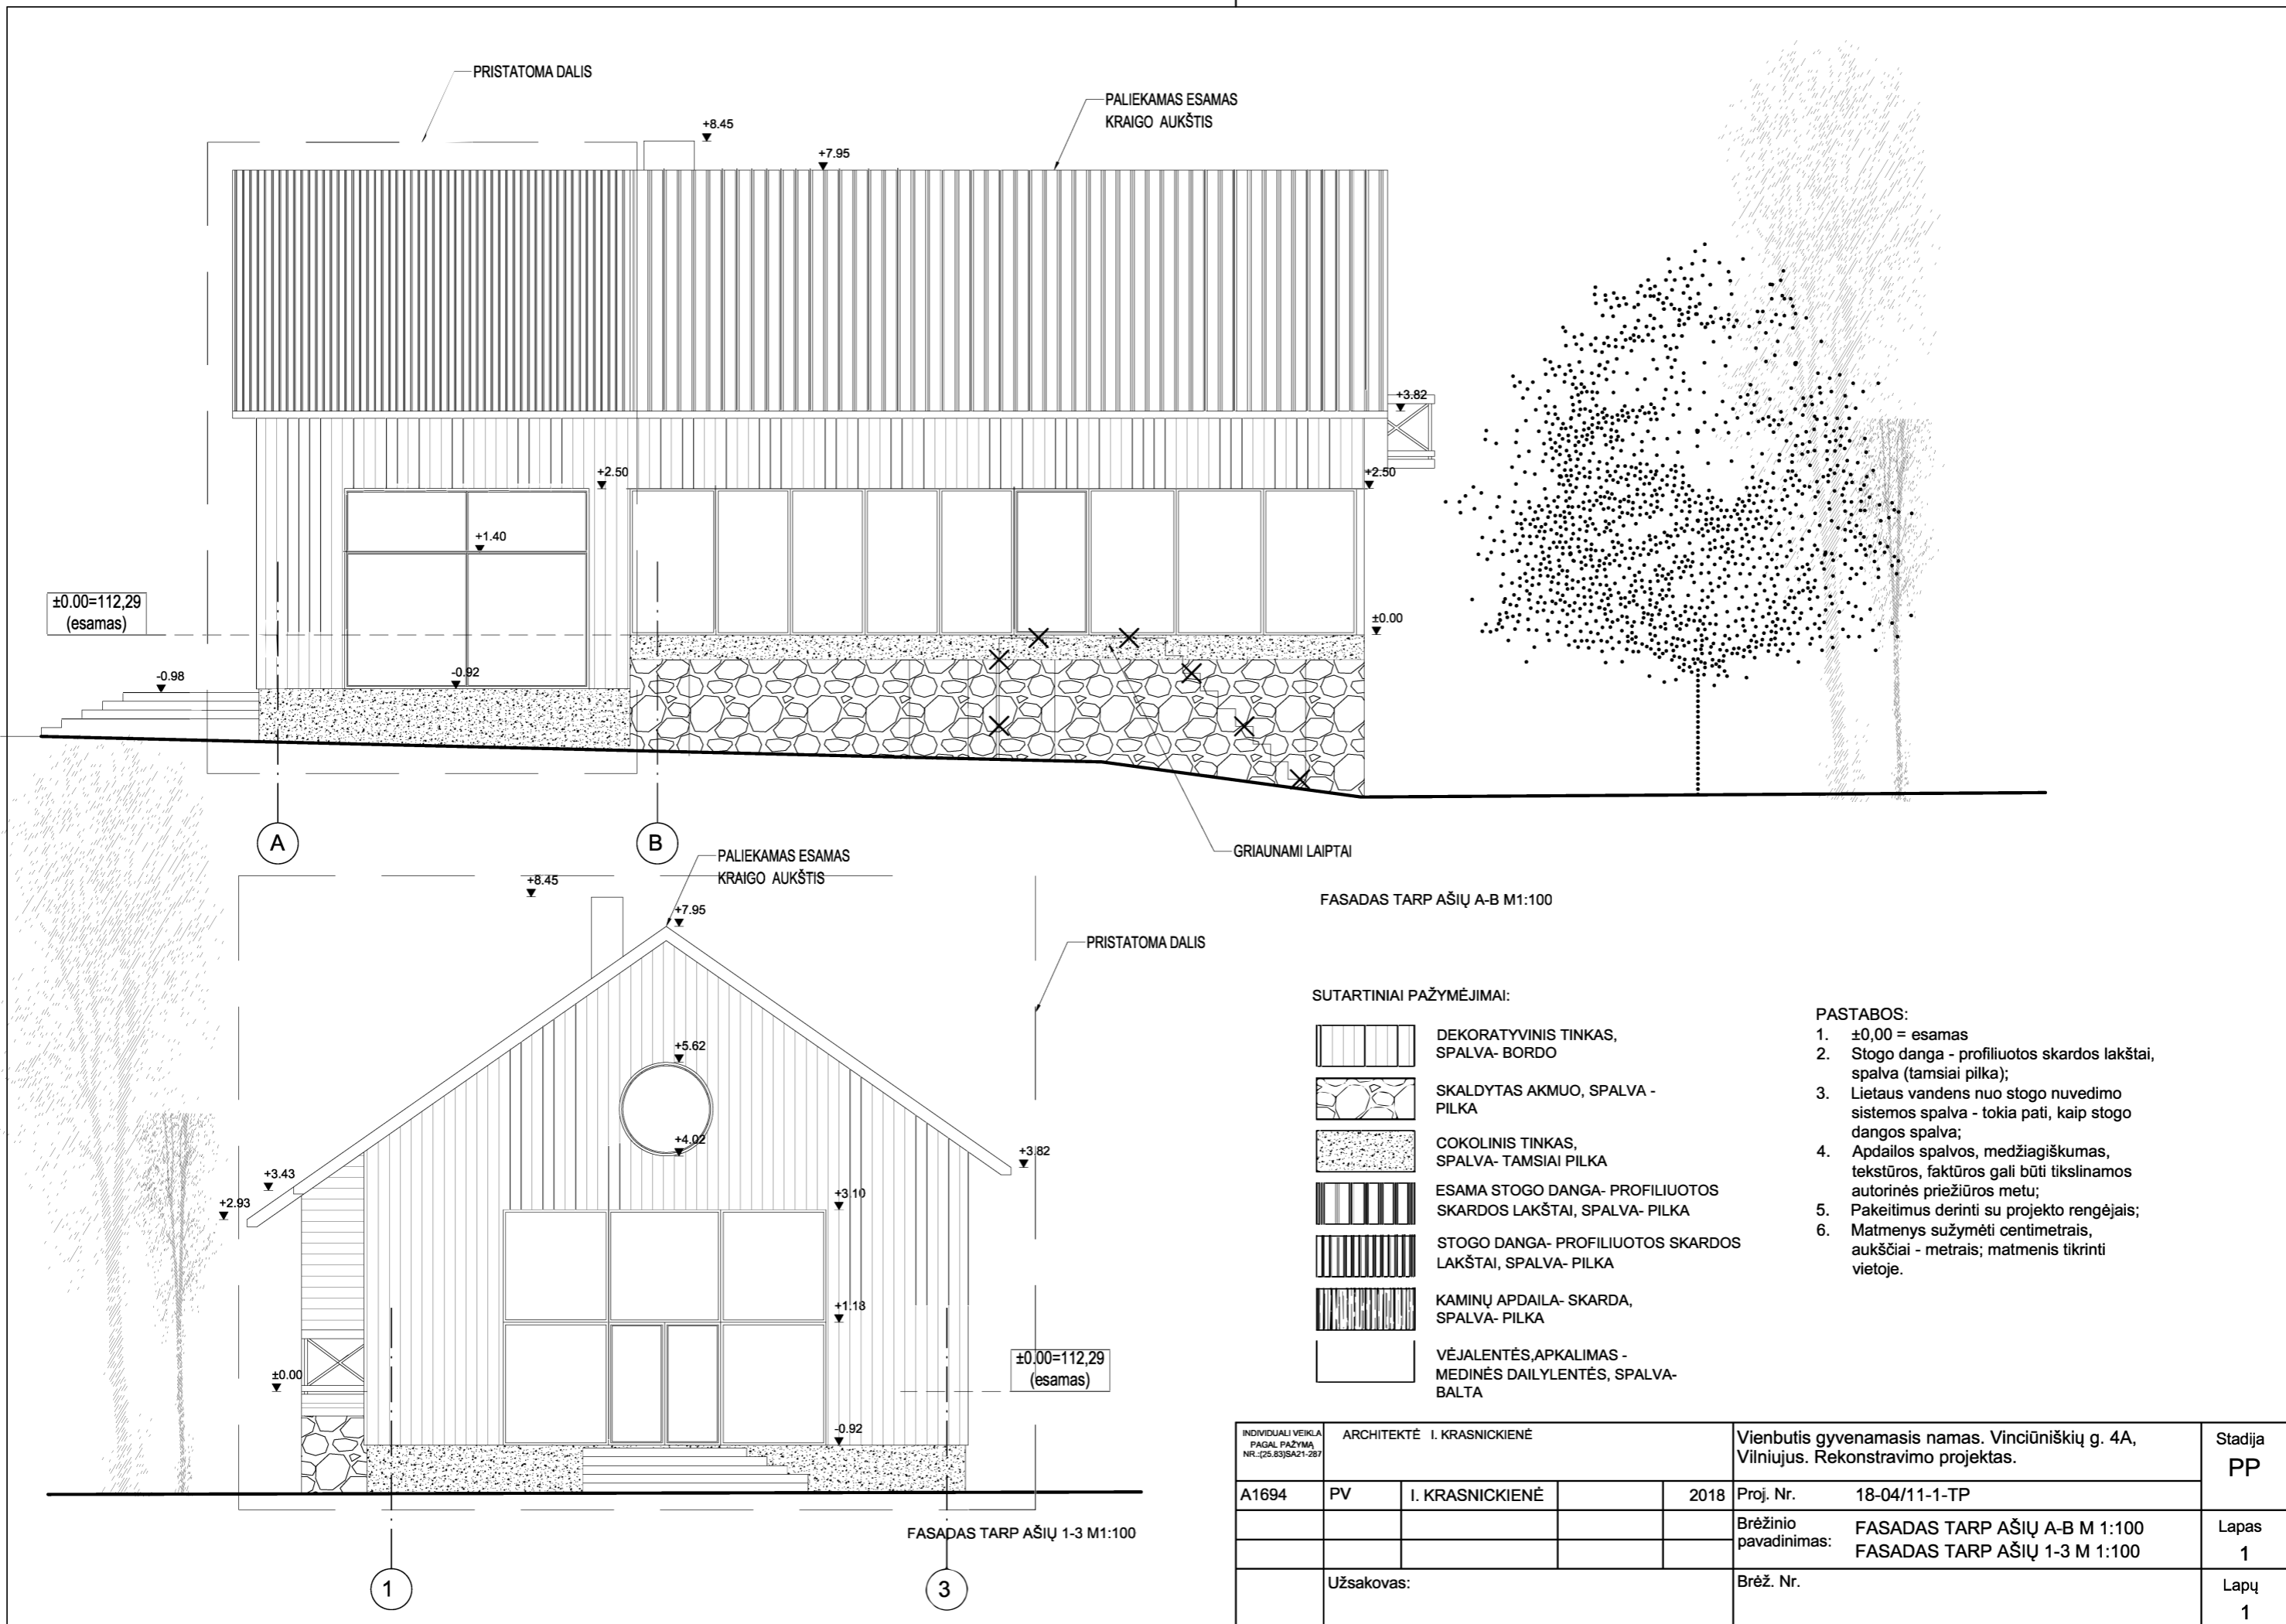 PRISTATOMA DALIS
PALIEKAMAS ESAMAS
KRAIGO AUKŠTIS
+8.45
+7.95
+3.82
+2.50
+2.50
+1.40
±0.00=112,29
(esamas)
±0.00
-0.98
-0.92
A
B
GRIAUNAMI LAIPTAI
FASADAS TARP AŠIŲ A-B M1:100
PALIEKAMAS ESAMAS
KRAIGO AUKŠTIS
+8.45
+7.95
PRISTATOMA DALIS
+5.62
+4.02
+3.82
+3.43
+2.93
+3.10
+1.18
±0.00
±0.00=112,29
(esamas)
-0.92
FASADAS TARP AŠIŲ 1-3 M1:100
1
3
SUTARTINIAI PAŽYMĖJIMAI:
DEKORATYVINIS TINKAS,
SPALVA- BORDO
SKALDYTAS AKMUO, SPALVA -
PILKA
COKOLINIS TINKAS,
SPALVA- TAMSIAI PILKA
ESAMA STOGO DANGA- PROFILIUOTOS
SKARDOS LAKŠTAI, SPALVA- PILKA
STOGO DANGA- PROFILIUOTOS SKARDOS
LAKŠTAI, SPALVA- PILKA
KAMINŲ APDAILA- SKARDA,
SPALVA- PILKA
VĖJALENTĖS,APKALIMAS -
MEDINĖS DAILYLENTĖS, SPALVA-
BALTA
PASTABOS:
1. ±0,00 = esamas
2. Stogo danga - profiliuotos skardos lakštai,
spalva (tamsiai pilka);
3. Lietaus vandens nuo stogo nuvedimo
sistemos spalva - tokia pati, kaip stogo
dangos spalva;
4. Apdailos spalvos, medžiagiškumas,
tekstūros, faktūros gali būti tikslinamos
autorinės priežiūros metu;
5. Pakeitimus derinti su projekto rengėjais;
6. Matmenys sužymėti centimetrais,
aukščiai - metrais; matmenis tikrinti
vietoje.
INDIVIDUALI VEIKLA
PAGAL PAŽYMĄ
NR.:(25.83)SA21-287
ARCHITEKTĖ I. KRASNICKIENĖ
Vienbutis gyvenamasis namas. Vinciūniškių g. 4A,
Vilniujus. Rekonstravimo projektas.
Stadija
PP
A1694 PV I. KRASNICKIENĖ 2018 Proj. Nr. 18-04/11-1-TP
Brėžinio
pavadinimas:
FASADAS TARP AŠIŲ A-B M 1:100
FASADAS TARP AŠIŲ 1-3 M 1:100
Lapas
1
Užsakovas:
Brėž. Nr.
Lapų
1